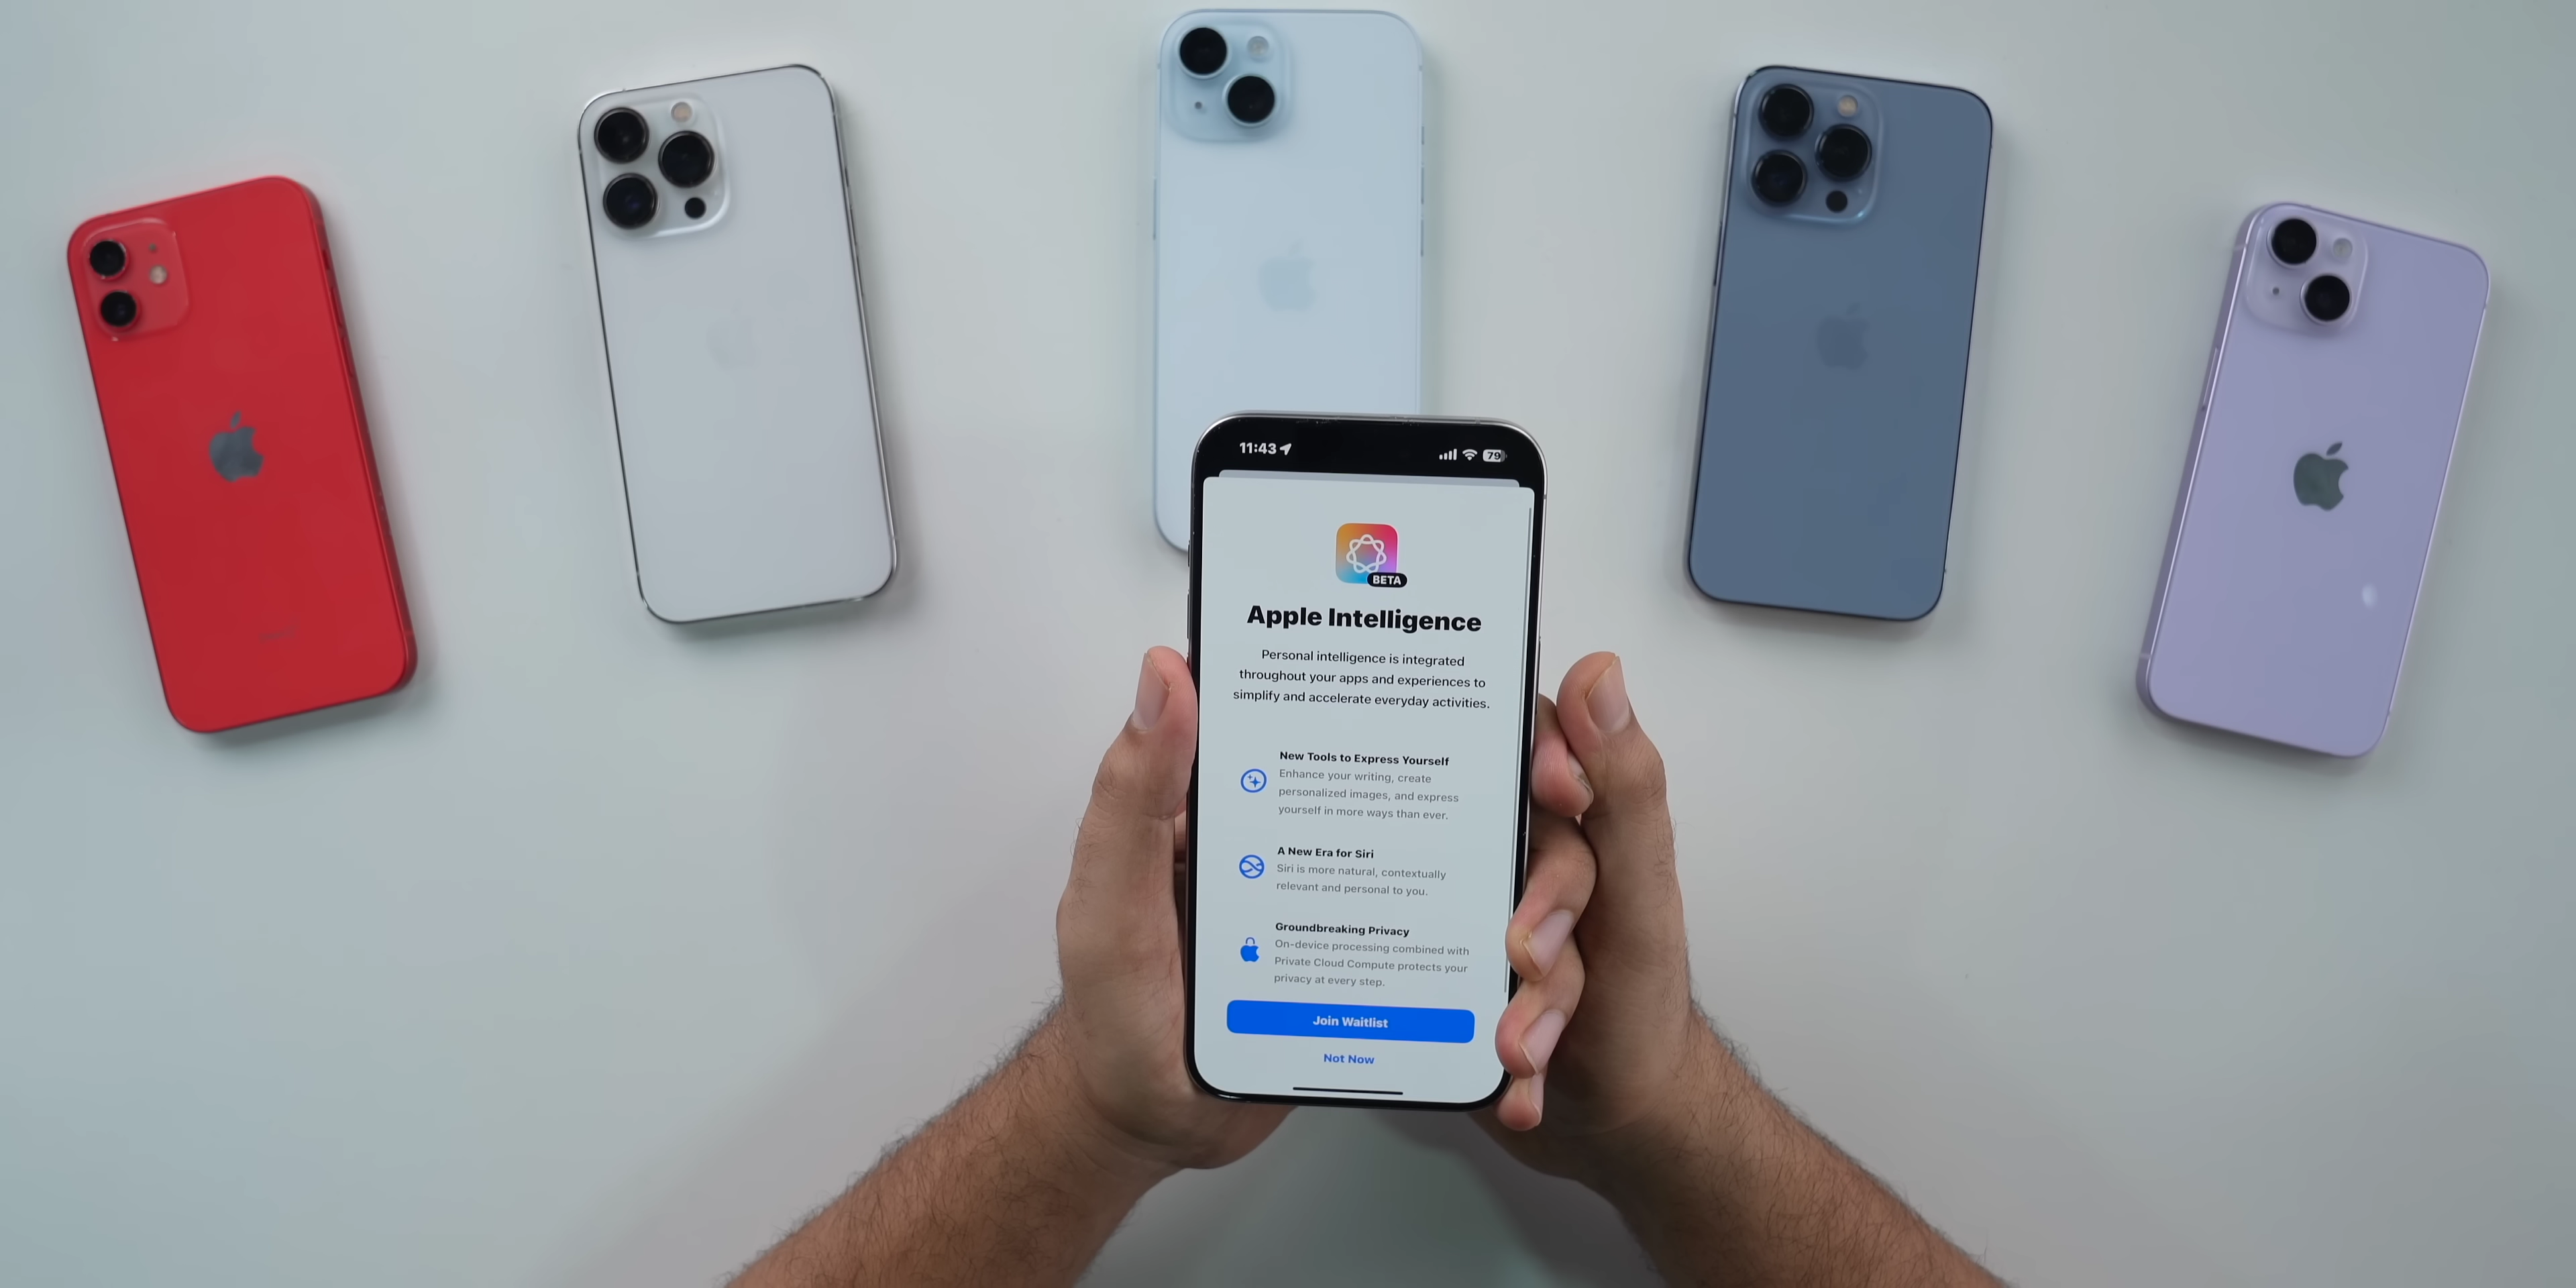 11:43
79
BETA
Apple Intelligence
Personal intelligence is integrated
throughout your apps and experiences to
simplify and accelerate everyday activities.
New Tools to Express Yourself
Enhance your writing, create
personalized images, and express
yourself in more ways than ever.
A New Era for Siri
Siri is more natural, contextually
relevant and personal to you.
Groundbreaking Privacy
On-device processing combined with
Private Cloud Compute protects your
privacy at every step.
Join Waitlist
Not Now